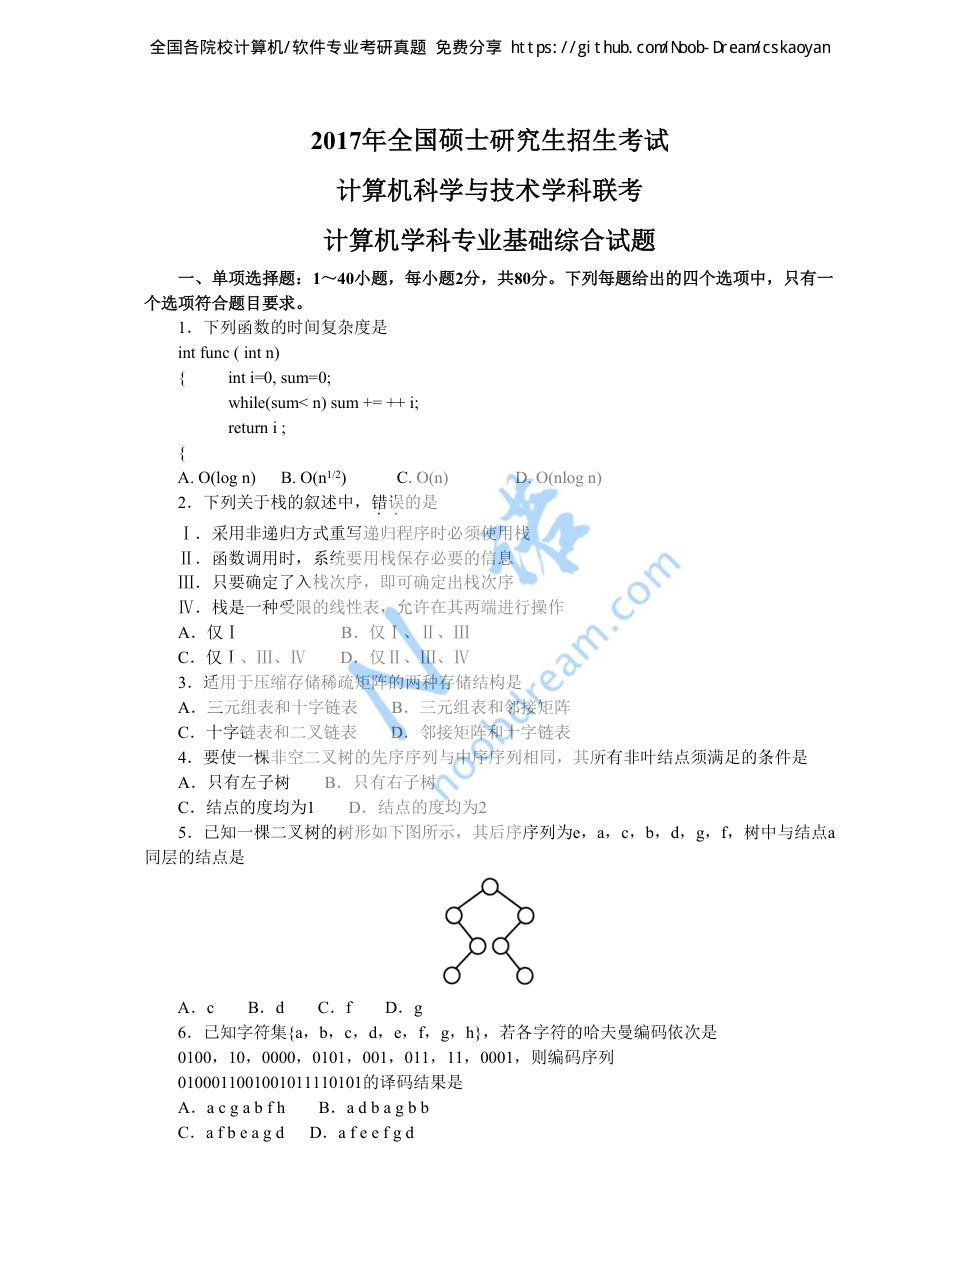 全国各院校计算机/软件专业考研真题 免费分享 https://github.com/Noob-Dream/cskaoyan
2017年全国硕士研究生招生考试
计算机科学与技术学科联考
计算机学科专业基础综合试题
一、单项选择题：1～40小题，每小题2分，共80分。下列每题给出的四个选项中，只有一
个选项符合题目要求。
1．下列函数的时间复杂度是
int func ( int n)
{ int i=0, sum=0;
while(sum< n) sum += ++ i;
return i ;
{
A. O(log n) B. O(n1/2) C. O(n) D. O(nlog n)
2．下列关于栈的叙述中，错误的是
Ⅰ．采用非递归方式重写递归程序时必须使用栈
Ⅱ．函数调用时，系统要用栈保存必要的信息
Ⅲ．只要确定了入栈次序，即可确定出栈次序
Ⅳ．栈是一种受限的线性表，允许在其两端进行操作
A．仅Ⅰ B．仅Ⅰ、Ⅱ、Ⅲ
C．仅Ⅰ、Ⅲ、Ⅳ D．仅Ⅱ、Ⅲ、Ⅳ
3．适用于压缩存储稀疏矩阵的两种存储结构是
A．三元组表和十字链表 B．三元组表和邻接矩阵
C．十字链表和二叉链表 D．邻接矩阵和十字链表
4．要使一棵非空二叉树的先序序列与中序序列相同，其所有非叶结点须满足的条件是
A．只有左子树 B．只有右子树
C．结点的度均为1 D．结点的度均为2
5．已知一棵二叉树的树形如下图所示，其后序序列为e，a，c，b，d，g，f，树中与结点a
同层的结点是
A．c B．d C．f D．g
6．已知字符集{a，b，c，d，e，f，g，h}，若各字符的哈夫曼编码依次是
0100，10，0000，0101，001，011，11，0001，则编码序列
0100011001001011110101的译码结果是
A．a c g a b f h B．a d b a g b b
C．a f b e a g d D．a f e e f g d
N 诺
noobdream.com